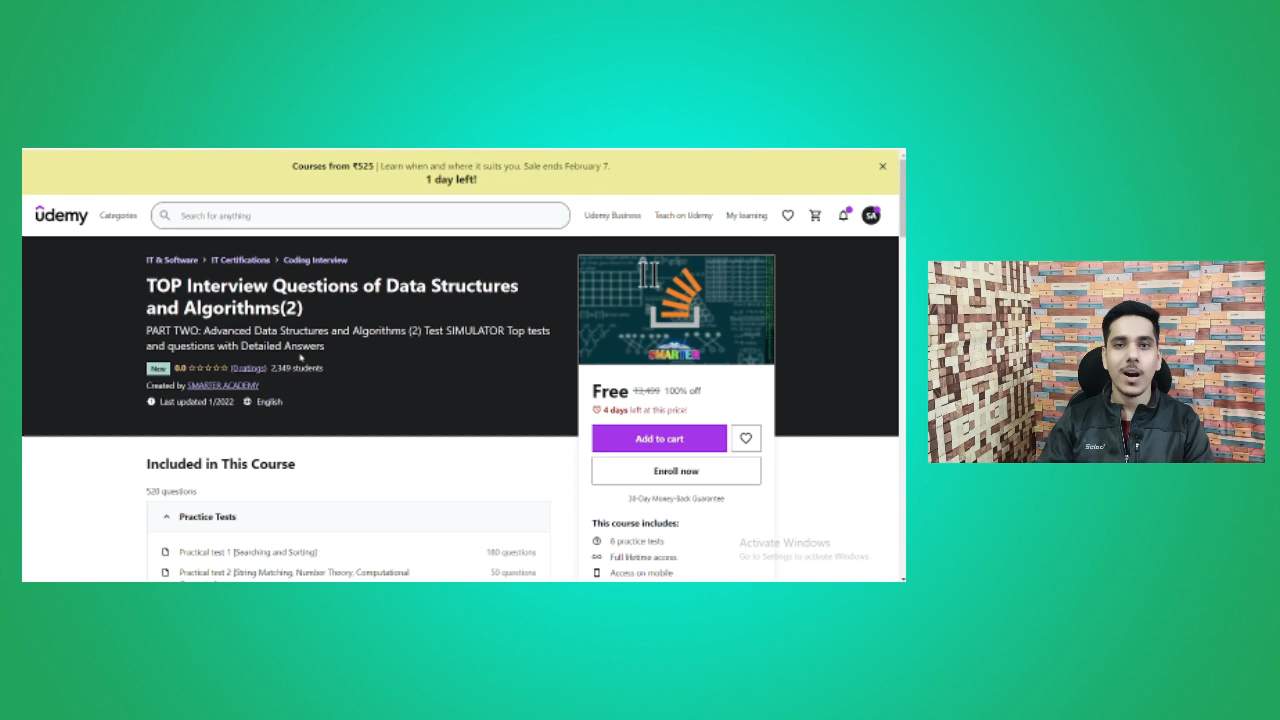 Courses from ₹525 | Learn when and where it suits you. Sale ends February 7.
1 day left!
ûdemy
Categories
Search for anything
Udemy Business
Teach on Udemy
My learning
SA
IT & Software > IT Certifications > Coding Interview
TOP Interview Questions of Data Structures
and Algorithms(2)
PART TWO: Advanced Data Structures and Algorithms (2) Test SIMULATOR Top tests
and questions with Detailed Answers
New 0.0 (0 ratings) 2,349 students
Created by SMARTER ACADEMY
Last updated 1/2022 English
II
SMARTER
Free 100% off
4 days left at this price!
Add to cart
Enroll now
30-Day Money-Back Guarantee
This course includes:
6 practice tests
Full lifetime access
Access on mobile
Included in This Course
520 questions
Practice Tests
Practical test 1 [Searching and Sorting] 180 questions
Practical test 2 [String Matching, Number Theory, Computational 50 questions
Activate Windows
Go to Settings to activate Windows.